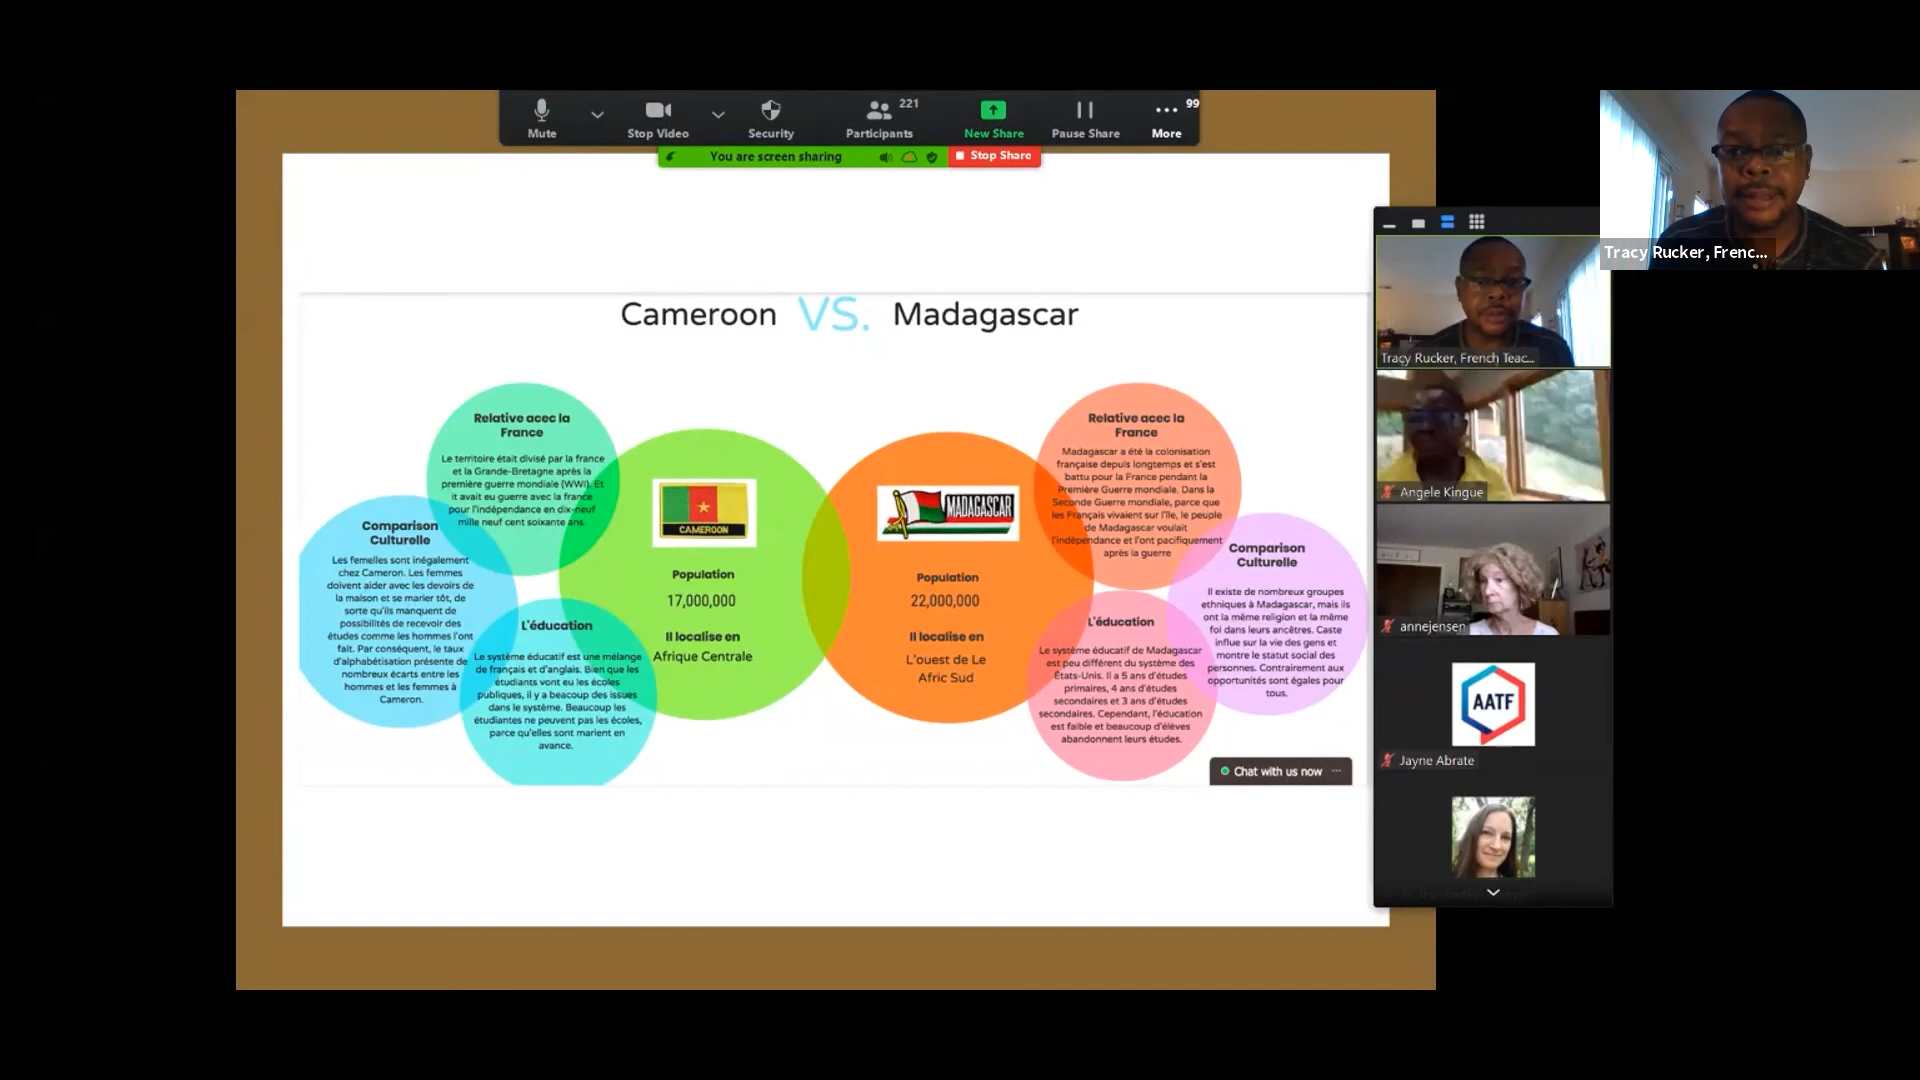 221
99
Mute
Stop Video
Security
Participants
New Share
Pause Share
More
You are screen sharing
Stop Share
Tracy Rucker, Frenc...
Cameroon VS. Madagascar
Relative acec la
France
Le territoire était divisé par la france
et la Grande-Bretagne après la
première guerre mondiale (WWI). Et
it avait eu guerre avec la france
pour l'indépendance en dix-neuf
mille neuf cent soixante ans.
Comparison
Culturelle
Les femelles sont inégalement
chez Cameron. Les femmes
doivent aider avec les devoirs de
la maison et se marier tôt, de
sorte qu'ils manquent de
possibilités de recevoir des
études comme les hommes l'ont
fait. Par conséquent, le taux
d'alphabétisation présente de
nombreux écarts entre les
hommes et les femmes à
Cameron.
L'éducation
Le système éducatif est une mélange
de français et d'anglais. Bien que les
étudiants vont eu les écoles
publiques, il y a beacoup des issues
dans le système. Beaucoup les
étudiantes ne peuvent pas les écoles,
parce qu'elles sont marient en
avance.
CAMEROON
Population
17,000,000
Il localise en
Afrique Centrale
MADAGASCAR
Population
22,000,000
Il localise en
L'ouest de Le
Afric Sud
Relative acec la
France
Madagascar a été la colonisation
française depuis longtemps et s'est
battu pour la France pendant la
Première Guerre mondiale. Dans la
Seconde Guerre mondiale, parce que
les Français vivaient sur l'île, le peuple
de Madagascar voulait
l'indépendance et l'ont pacifiquement
après la guerre
Comparison
Culturelle
Il existe de nombreux groupes
ethniques à Madagascar, mais ils
ont la même religion et la même
foi dans leurs ancêtres. Caste
influe sur la vie des gens et
montre le statut social des
personnes. Contrairement aux
opportunités sont égales pour
tous.
L'éducation
Le système éducatif de Madagascar
est peu différent du système des
États-Unis. Il a 5 ans d'études
primaires, 4 ans d'études
secondaires et 3 ans d'études
secondaires. Cependant, l'éducation
est faible et beaucoup d'élèves
abandonnent leurs études.
Chat with us now
Tracy Rucker, French Teac...
Angele Kingue
annejensen
AATF
Jayne Abrate